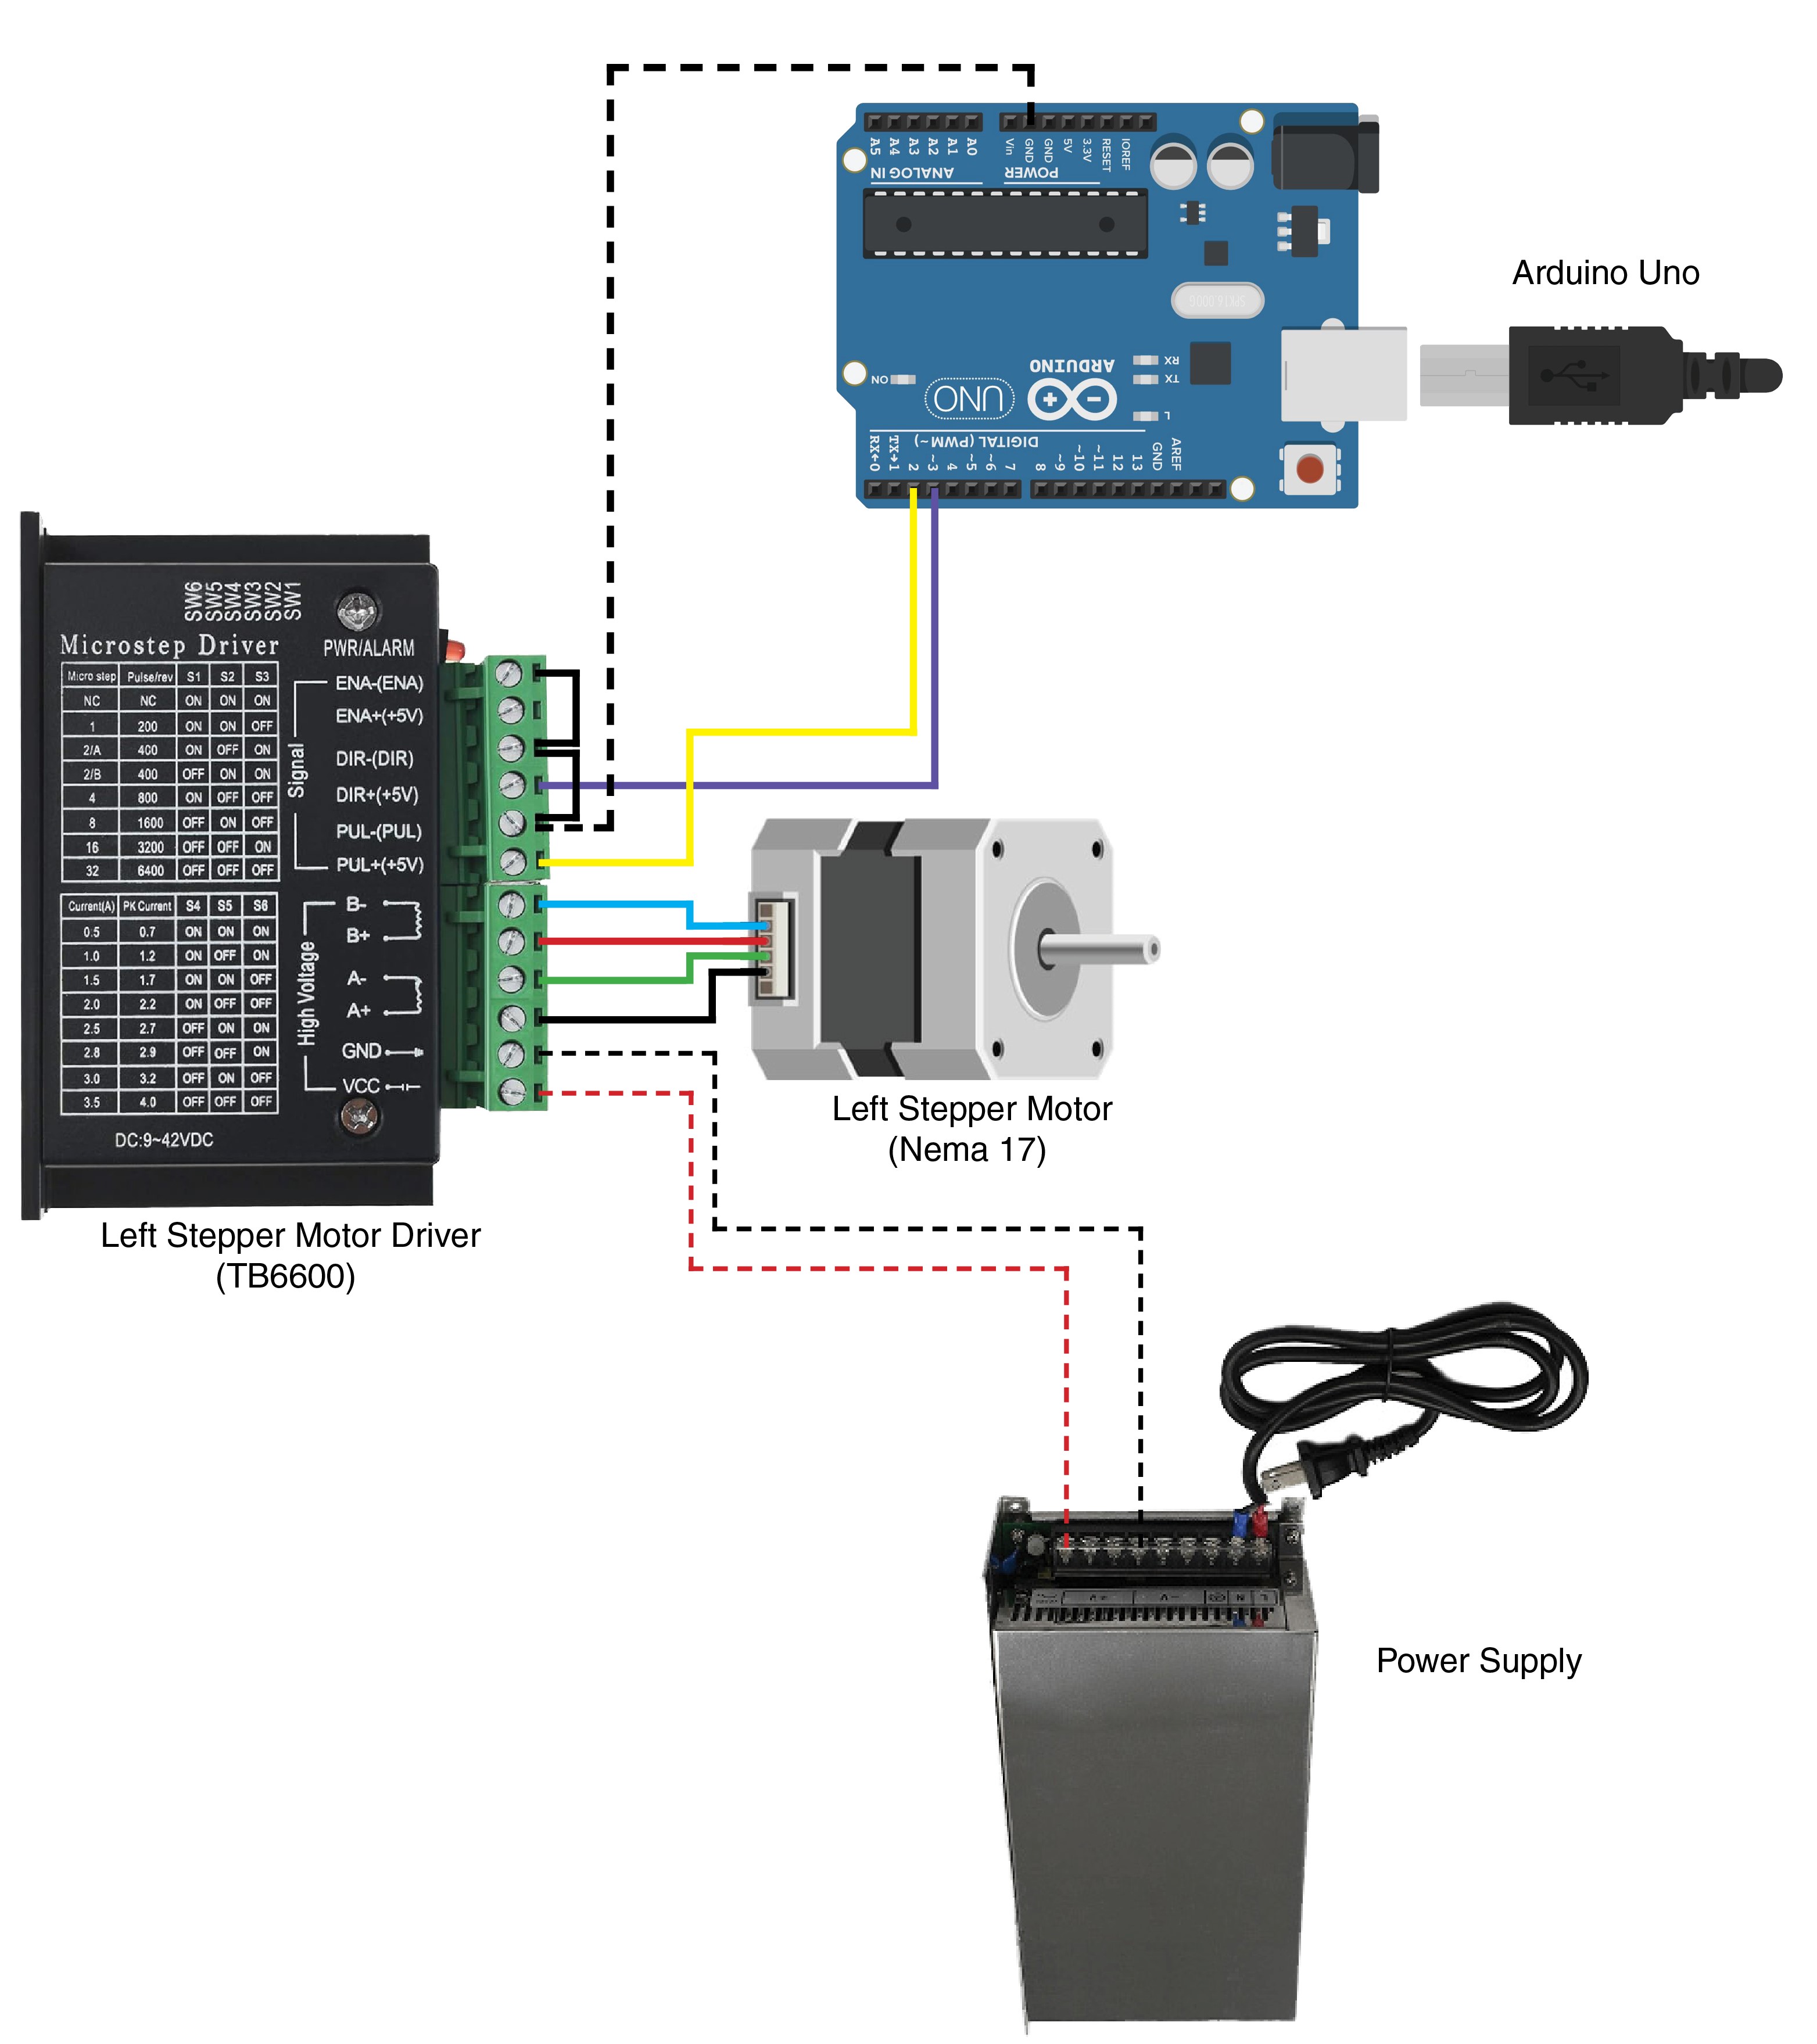 A5 A4 A3 A2 A1 A0
Vin GND GND 5V 3.3V RESET IOREF
ANALOG IN
POWER
SPK16.000G
Arduino Uno
RX
TX
ARDUINO
ON
UNO
L
DIGITAL (PWM~)
RX←0 TX→1 2 ~3 4 ~5 ~6 7 8 ~9 ~10 ~11 12 13 GND AREF
SW6 SW5 SW4 SW3 SW2 SW1
Microstep Driver
PWR/ALARM
Micro step Pulse/rev S1 S2 S3
NC NC ON ON ON
1 200 ON ON OFF
2/A 400 ON OFF ON
2/B 400 OFF ON ON
4 800 ON OFF OFF
8 1600 OFF ON OFF
16 3200 OFF OFF ON
32 6400 OFF OFF OFF
Signal
ENA-(ENA)
ENA+(+5V)
DIR-(DIR)
DIR+(+5V)
PUL-(PUL)
PUL+(+5V)
Current(A) PK Current S4 S5 S6
0.5 0.7 ON ON ON
1.0 1.2 ON OFF ON
1.5 1.7 ON ON OFF
2.0 2.2 ON OFF OFF
2.5 2.7 OFF ON ON
2.8 2.9 OFF OFF ON
3.0 3.2 OFF ON OFF
3.5 4.0 OFF OFF OFF
High Voltage
B-
B+
A-
A+
GND
VCC
DC:9~42VDC
Left Stepper Motor
(Nema 17)
Left Stepper Motor Driver
(TB6600)
N L
Power Supply